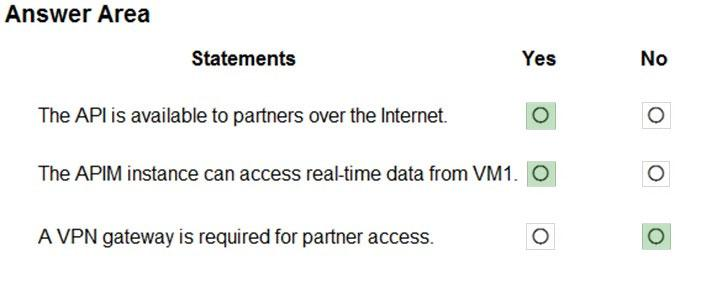 Answer Area
Statements Yes No
The API is available to partners over the Internet.
The APIM instance can access real-time data from VM1.
A VPN gateway is required for partner access.